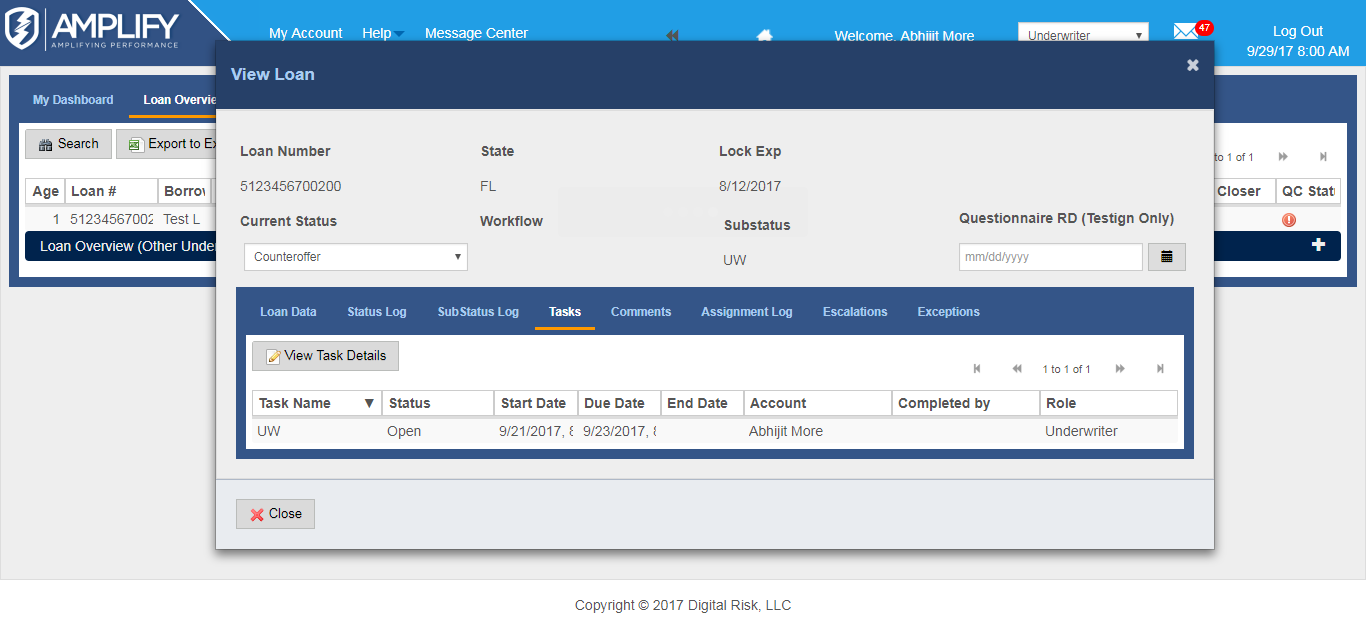 AMPLIFY
AMPLIFYING PERFORMANCE
My Account Help Message Center Welcome, Abhijit More Underwriter 47 Log Out
9/29/17 8:00 AM
View Loan
My Dashboard Loan Overvie
Search Export to Ex to 1 of 1
Age Loan # Borrow Closer QC Stat
1 51234567002 Test L
Loan Overview (Other Unde
Loan Number State Lock Exp
5123456700200 FL 8/12/2017
Current Status Workflow Substatus Questionnaire RD (Testign Only)
Counteroffer UW mm/dd/yyyy
Loan Data Status Log SubStatus Log Tasks Comments Assignment Log Escalations Exceptions
View Task Details 1 to 1 of 1
Task Name Status Start Date Due Date End Date Account Completed by Role
UW Open 9/21/2017, 8 9/23/2017, 8 Abhijit More Underwriter
Close
Copyright © 2017 Digital Risk, LLC